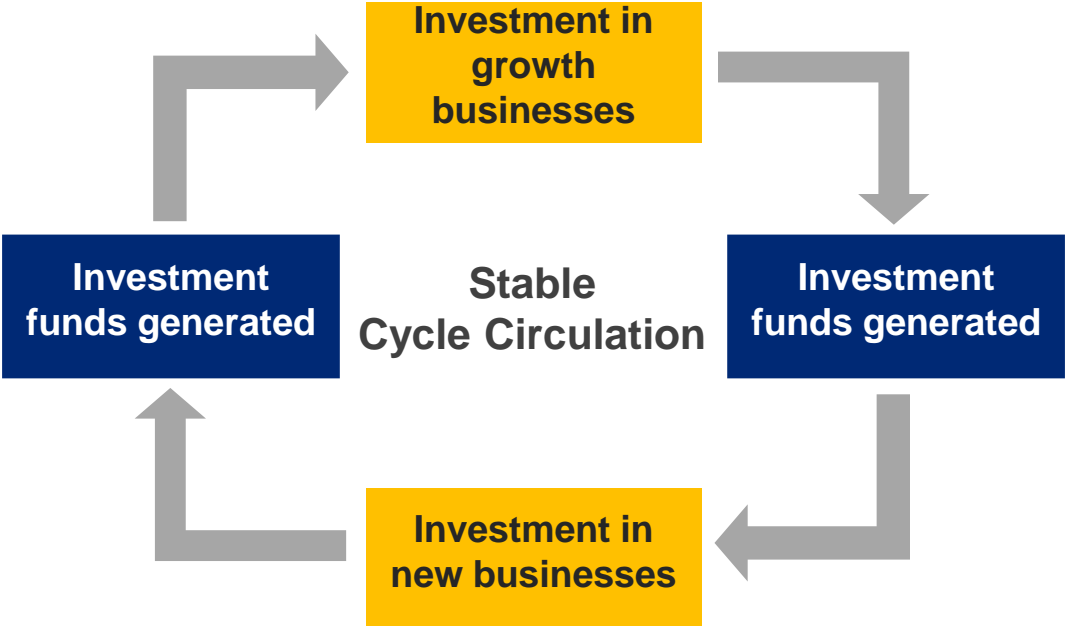 Investment in
growth
businesses
Investment
funds generated
Stable
Cycle Circulation
Investment
funds generated
Investment in
new businesses